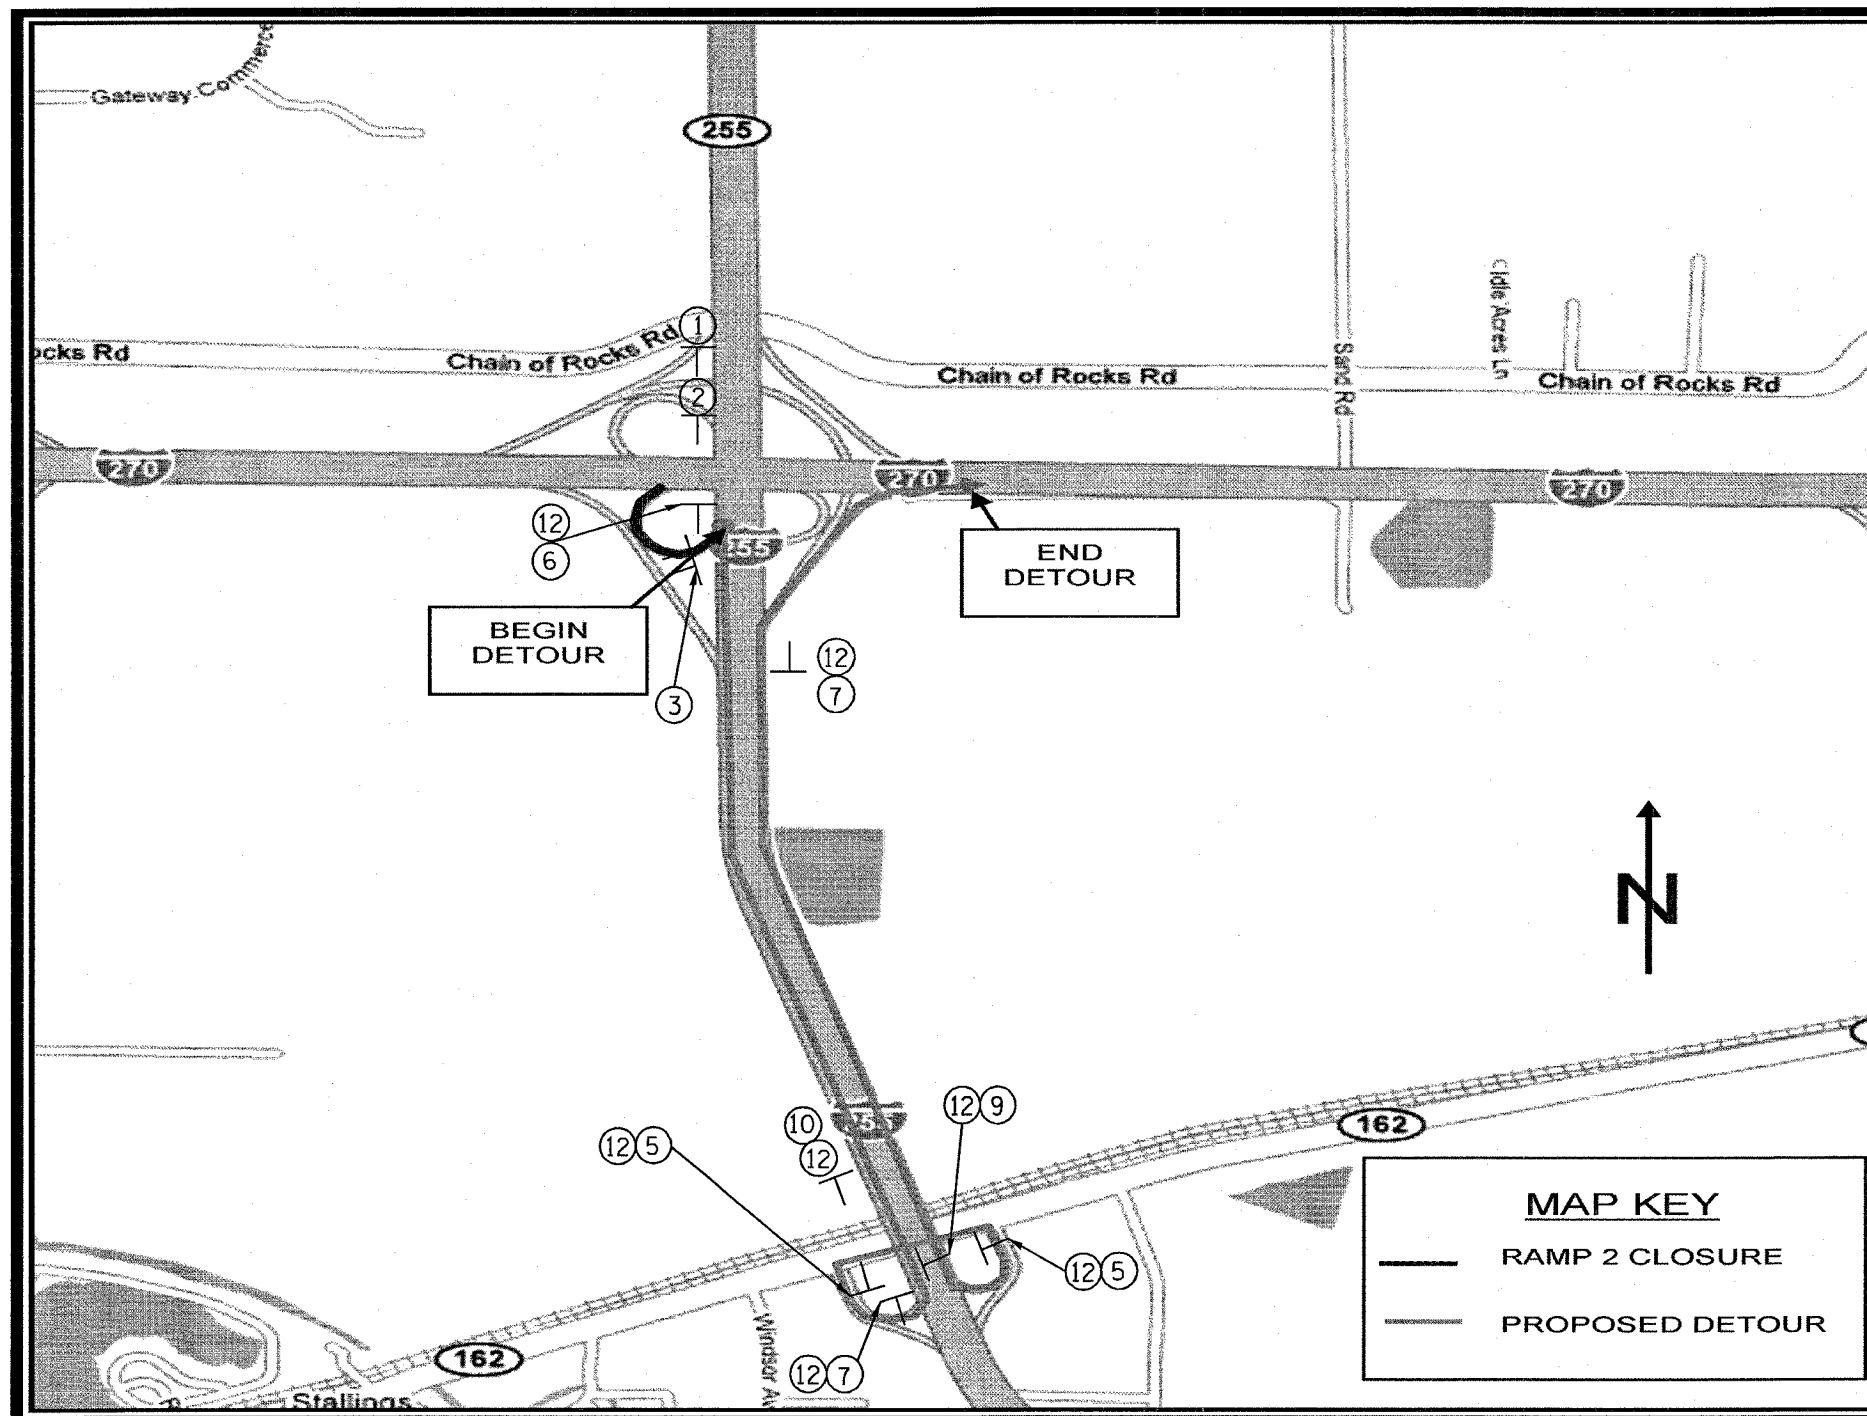 Gateway Commerce
255
1
ocks Rd
Chain of Rocks Rd
2
Chain of Rocks Rd
Sand Rd
Idle Acres Ln
Chain of Rocks Rd
270
270
270
12
6
255
END
DETOUR
BEGIN
DETOUR
3
12
7
N
10
12
12 9
12 5
162
12 5
12 7
162
Windsor Av
Stallings
MAP KEY
RAMP 2 CLOSURE
PROPOSED DETOUR